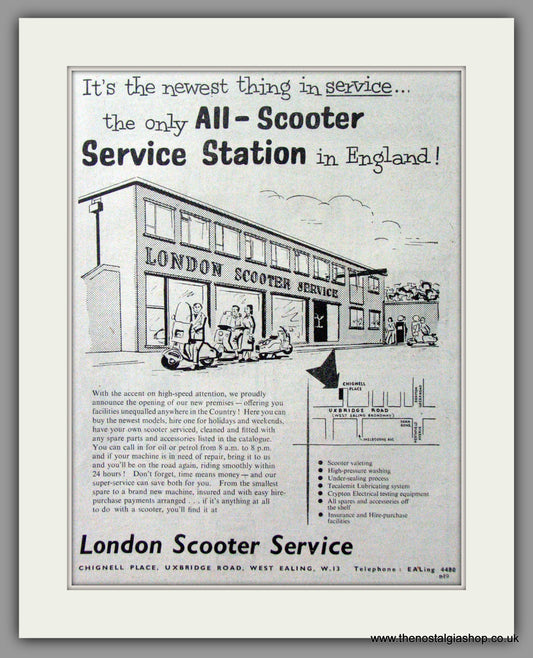 It's the newest thing in service...
the only All-Scooter
Service Station in England!
LONDON SCOOTER SERVICE
With the accent on high-speed attention, we proudly
announce the opening of our new premises — offering you
facilities unequalled anywhere in the Country! Here you can
buy the newest models, hire one for holidays and weekends,
have your own scooter serviced, cleaned and fitted with
any spare parts and accessories listed in the catalogue.
You can call in for oil or petrol from 8 a.m. to 8 p.m.
and if your machine is in need of repair, bring it to us
and you'll be on the road again, riding smoothly within
24 hours! Don't forget, time means money — and our
super-service can save both for you. From the smallest
spare to a brand new machine, insured and with easy hire-
purchase payments arranged . . . if it's anything at all
to do with a scooter, you'll find it at
CHIGNELL
PLACE
UXBRIDGE ROAD
(WEST EALING BROADWAY)
● Scooter valeting
● High-pressure washing
● Under-sealing process
● Tecalemit Lubricating system
● Crypton Electrical testing equipment
● All spares and accessories off
the shelf
● Insurance and Hire-purchase
facilities
London Scooter Service
CHIGNELL PLACE, UXBRIDGE ROAD, WEST EALING, W.13 Telephone: EALing 4480
www.thenostalgiashop.co.uk